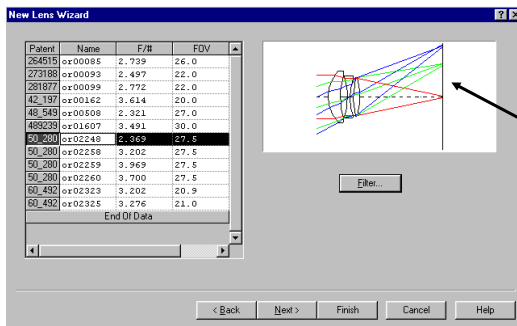 New Lens Wizard
Patent Name F/# FOV
264515 or00085 2.739 26.0
273188 or00093 2.497 22.0
281877 or00099 2.772 22.0
42_197 or00162 3.614 20.0
48_549 or00508 2.321 27.0
489239 or01607 3.491 30.0
50_280 or02248 2.369 27.5
50_280 or02258 3.202 27.5
50_280 or02259 3.969 27.5
50_280 or02260 3.700 27.5
60_492 or02323 3.202 20.9
60_492 or02325 3.276 21.0
End Of Data
Filter...
< Back Next > Finish Cancel Help